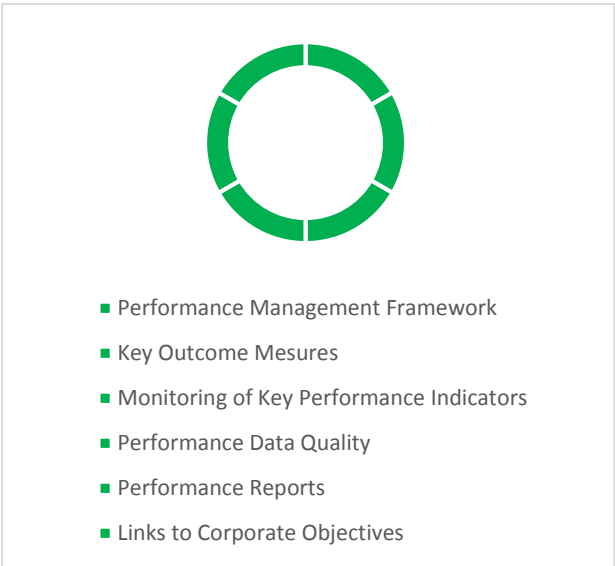 Performance Management Framework
Key Outcome Mesures
Monitoring of Key Performance Indicators
Performance Data Quality
Performance Reports
Links to Corporate Objectives